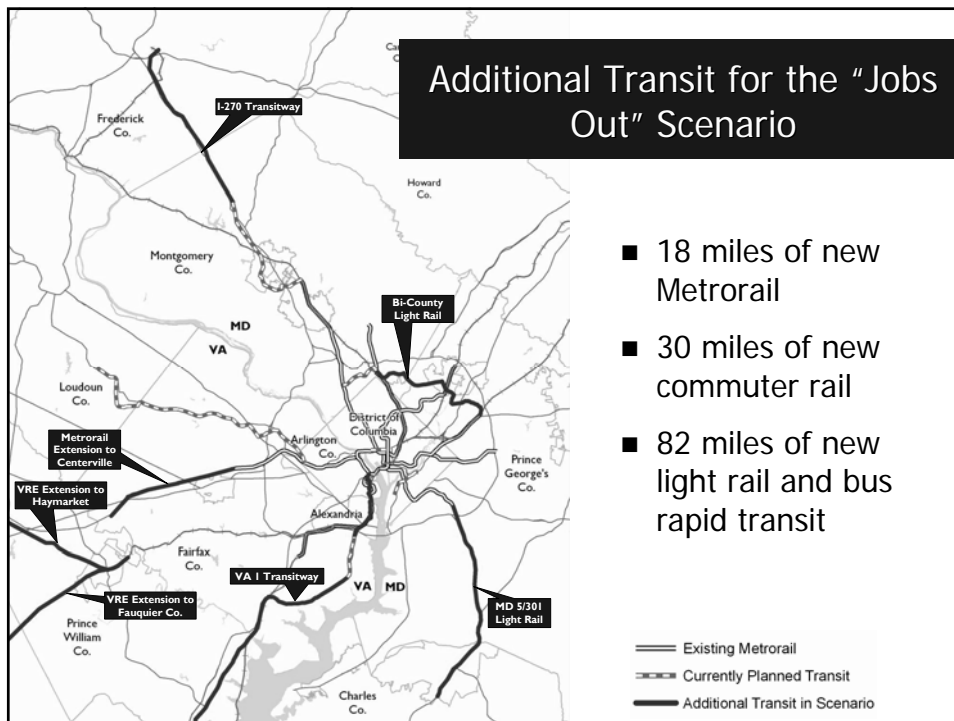 Additional Transit for the “Jobs
Out” Scenario
I-270 Transitway
Frederick
Co.
Howard
Co.
Montgomery
Co.
Bi-County
Light Rail
MD
VA
Loudoun
Co.
District of
Columbia
Metrorail
Extension to
Centerville
Arlington
Co.
Prince
George's
Co.
VRE Extension to
Haymarket
Alexandria
Fairfax
Co.
VA 1 Transitway
VA
MD
VRE Extension to
Fauquier Co.
MD 5/301
Light Rail
Prince
William
Co.
Charles
Co.
■ 18 miles of new
Metrorail
■ 30 miles of new
commuter rail
■ 82 miles of new
light rail and bus
rapid transit
Existing Metrorail
Currently Planned Transit
Additional Transit in Scenario